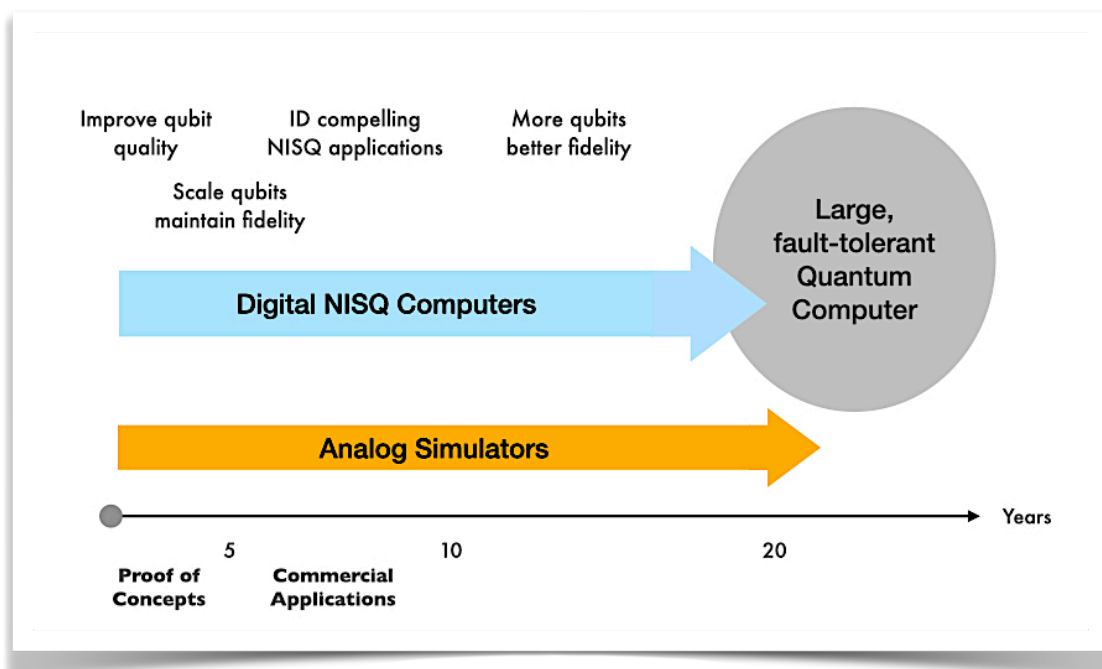 Improve qubit
quality
ID compelling
NISQ applications
More qubits
better fidelity
Scale qubits
maintain fidelity
Large,
fault-tolerant
Quantum
Computer
Digital NISQ Computers
Analog Simulators
Years
5
10
20
Proof of
Concepts
Commercial
Applications